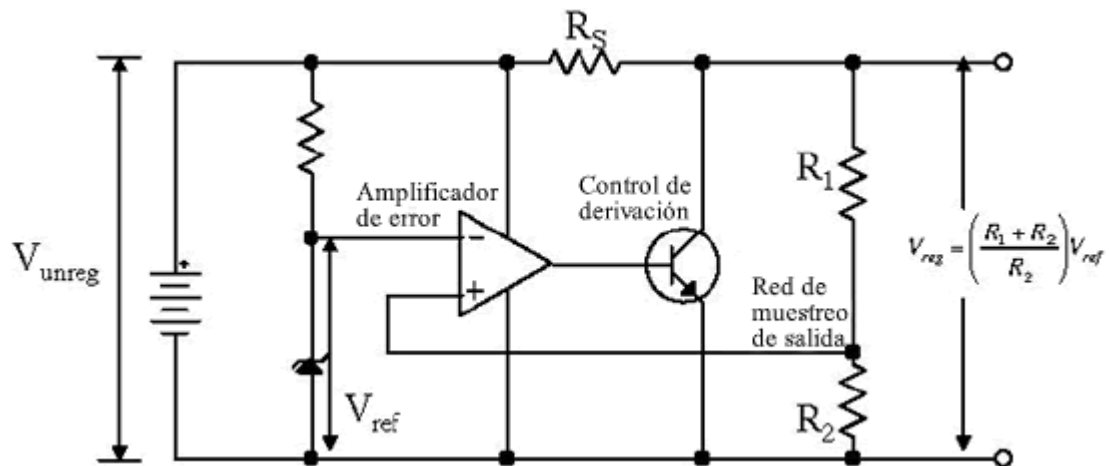 R_S
Amplificador
de error
Control de
derivación
R_1
V_unreg
+
−
+
V_reg = ( (R_1 + R_2) / R_2 ) V_ref
Red de
muestreo
de salida
V_ref
R_2